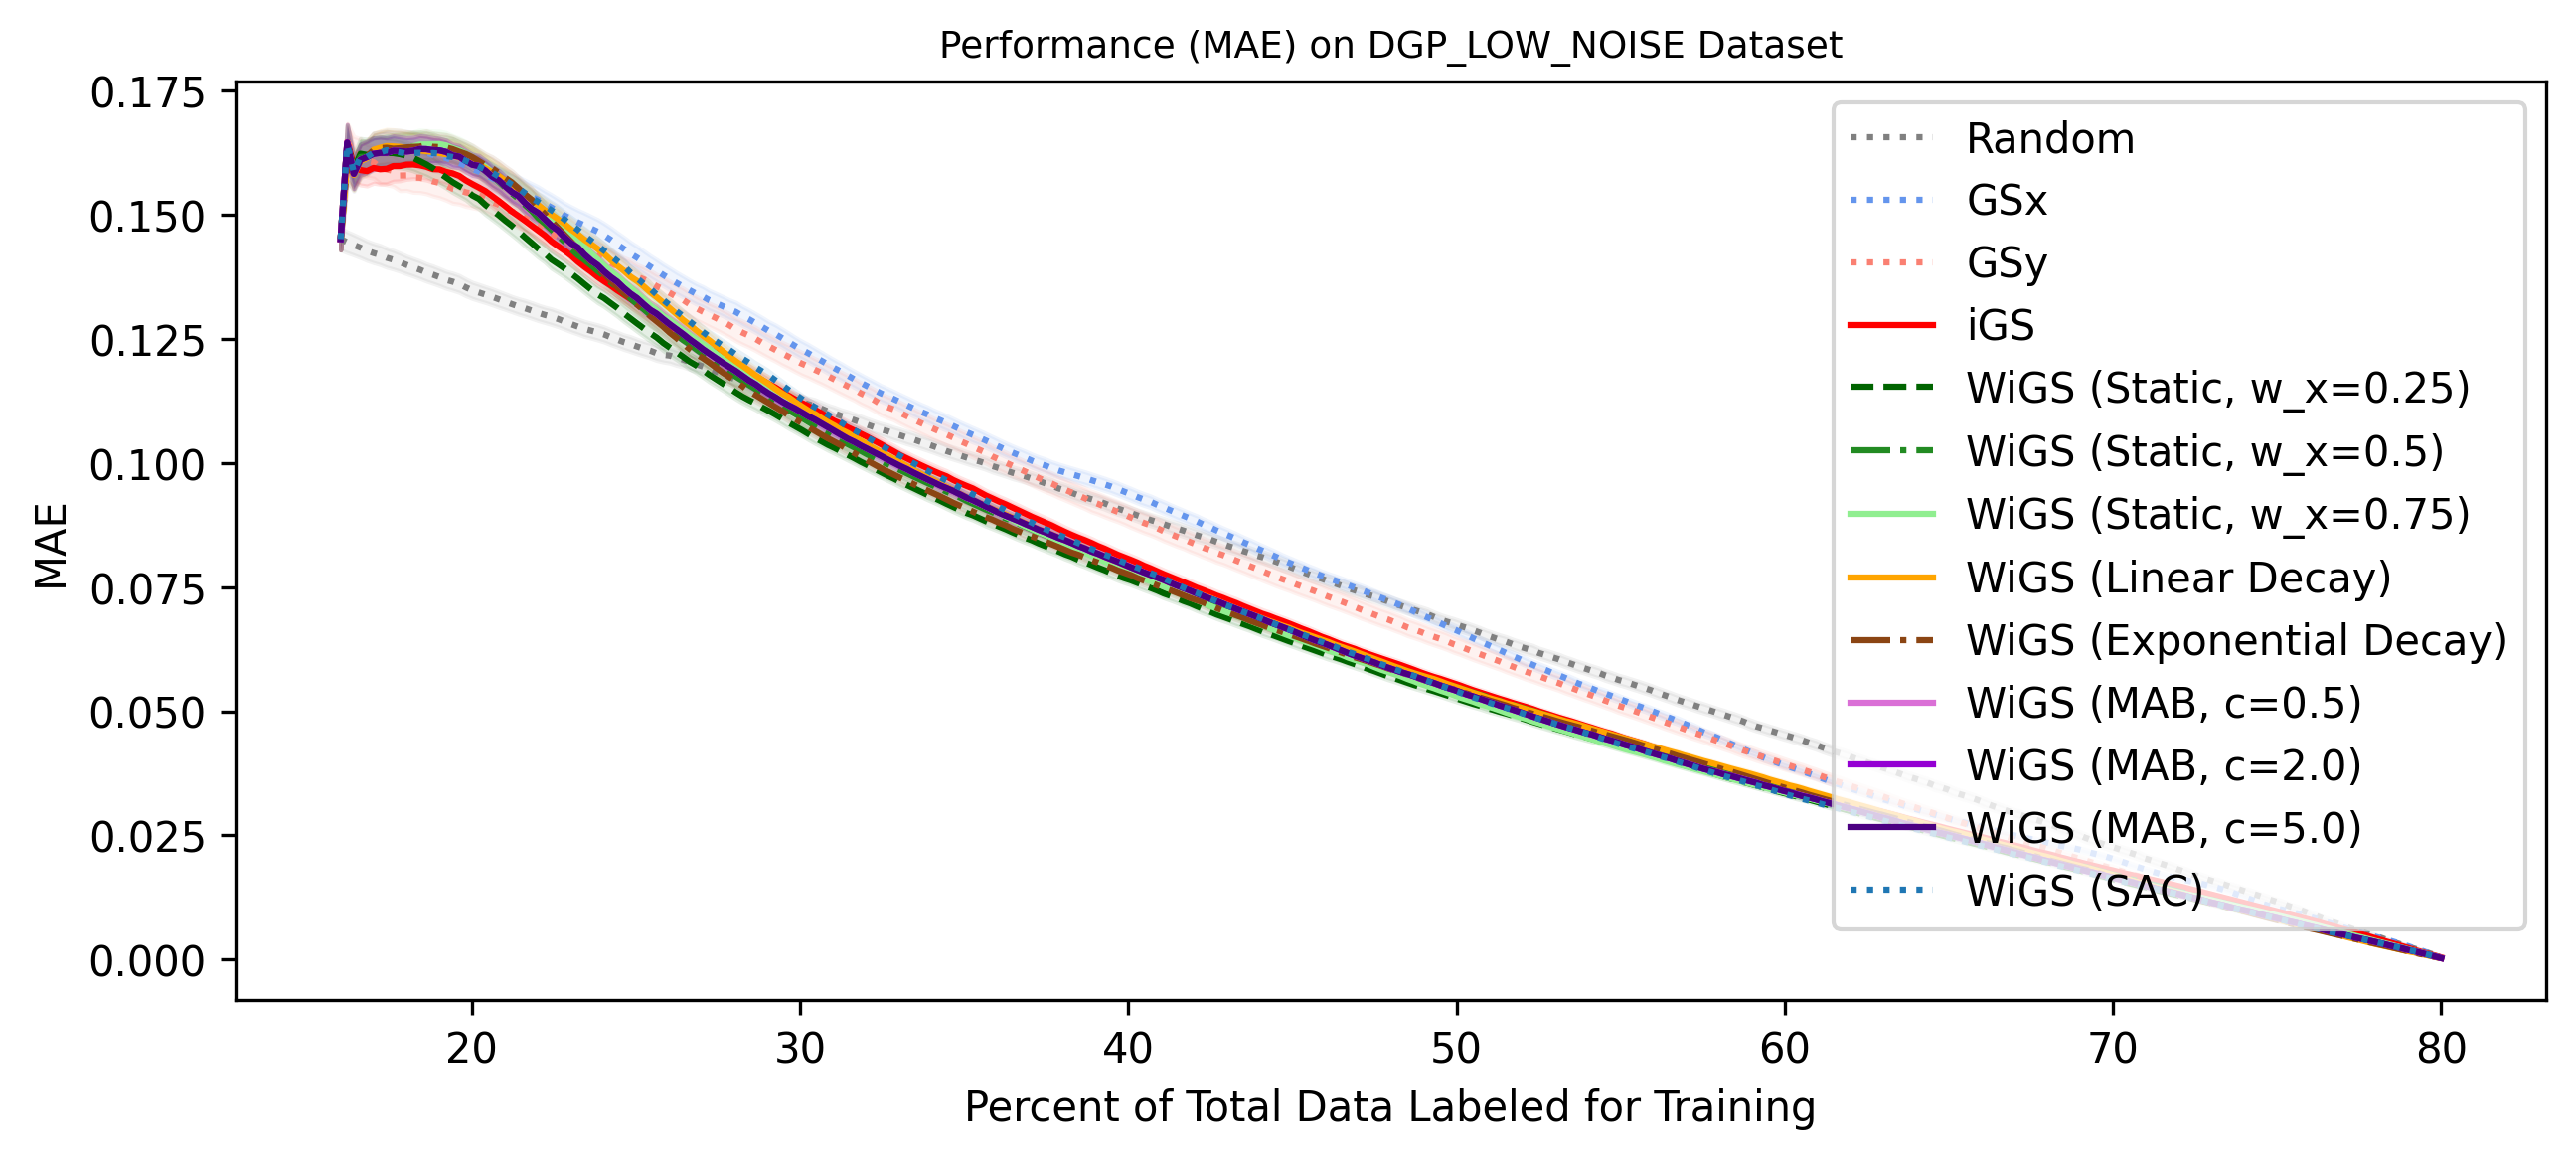 Performance (MAE) on DGP_LOW_NOISE Dataset
0.175
0.150
0.125
0.100
0.075
0.050
0.025
0.000
MAE
20
30
40
50
60
70
80
Percent of Total Data Labeled for Training
Random
GSx
GSy
iGS
WiGS (Static, w_x=0.25)
WiGS (Static, w_x=0.5)
WiGS (Static, w_x=0.75)
WiGS (Linear Decay)
WiGS (Exponential Decay)
WiGS (MAB, c=0.5)
WiGS (MAB, c=2.0)
WiGS (MAB, c=5.0)
WiGS (SAC)